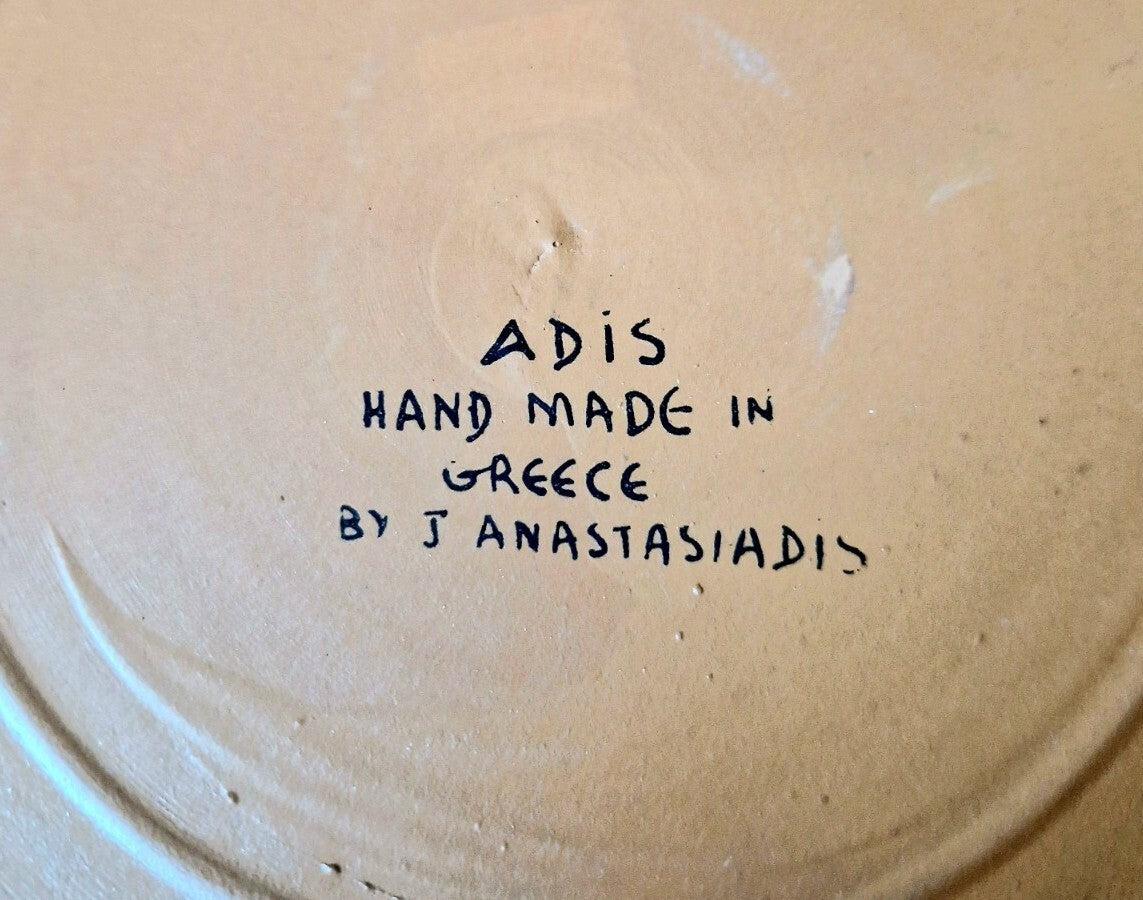 ADiS
HAND MADE IN
GREECE
BY J ANASTASIADIS